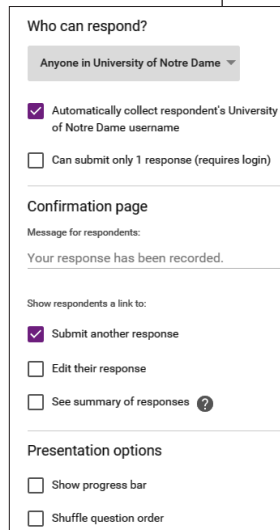 Who can respond?
Anyone in University of Notre Dame
Automatically collect respondent's University
of Notre Dame username
Can submit only 1 response (requires login)
Confirmation page
Message for respondents:
Your response has been recorded.
Show respondents a link to:
Submit another response
Edit their response
See summary of responses ?
Presentation options
Show progress bar
Shuffle question order